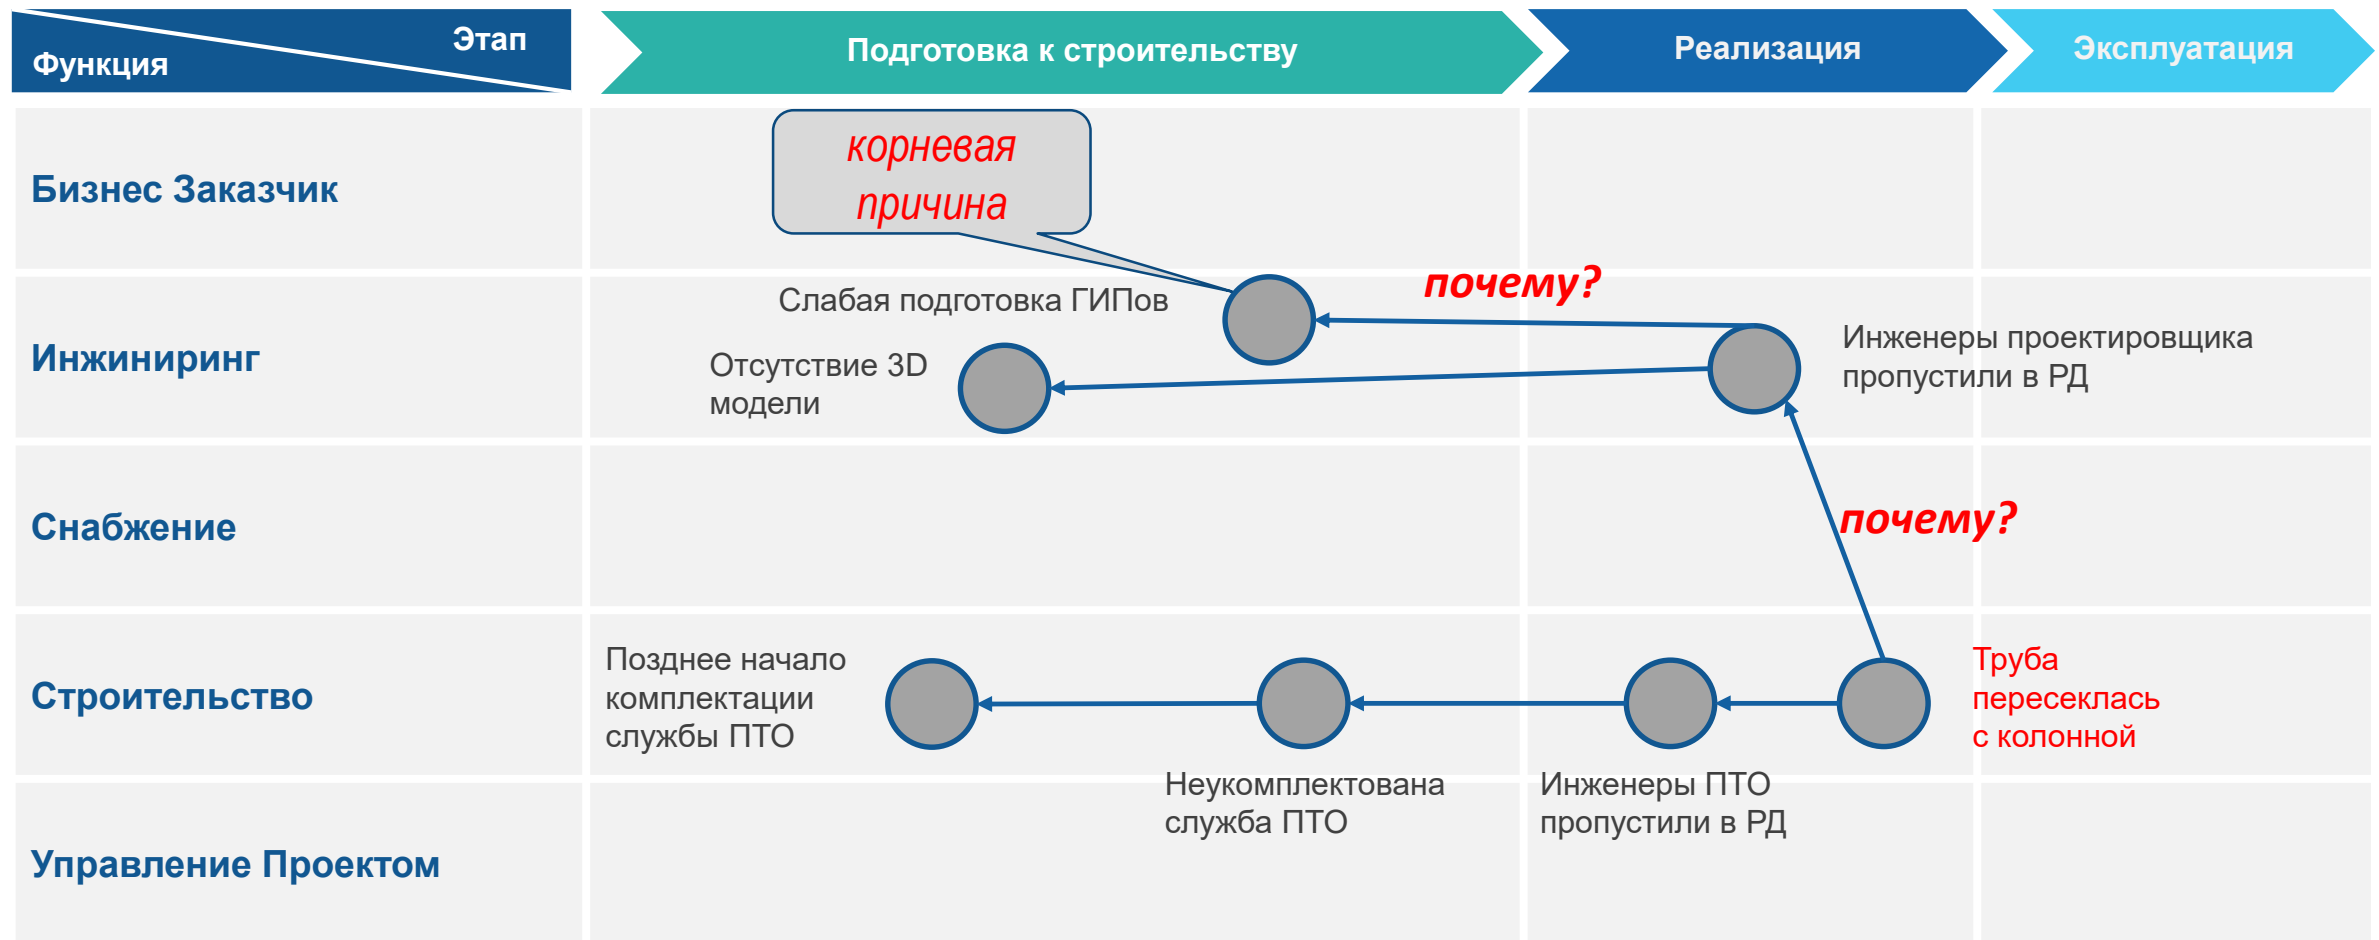 Этап
Функция
Подготовка к строительству
Реализация
Эксплуатация
корневая
причина
Бизнес Заказчик
почему?
Слабая подготовка ГИПов
Инженеры проектировщика
пропустили в РД
Инжиниринг
Отсутствие 3D
модели
Снабжение
почему?
Позднее начало
комплектации
службы ПТО
Труба
пересеклась
с колонной
Строительство
Неукомплектована
служба ПТО
Инженеры ПТО
пропустили в РД
Управление Проектом